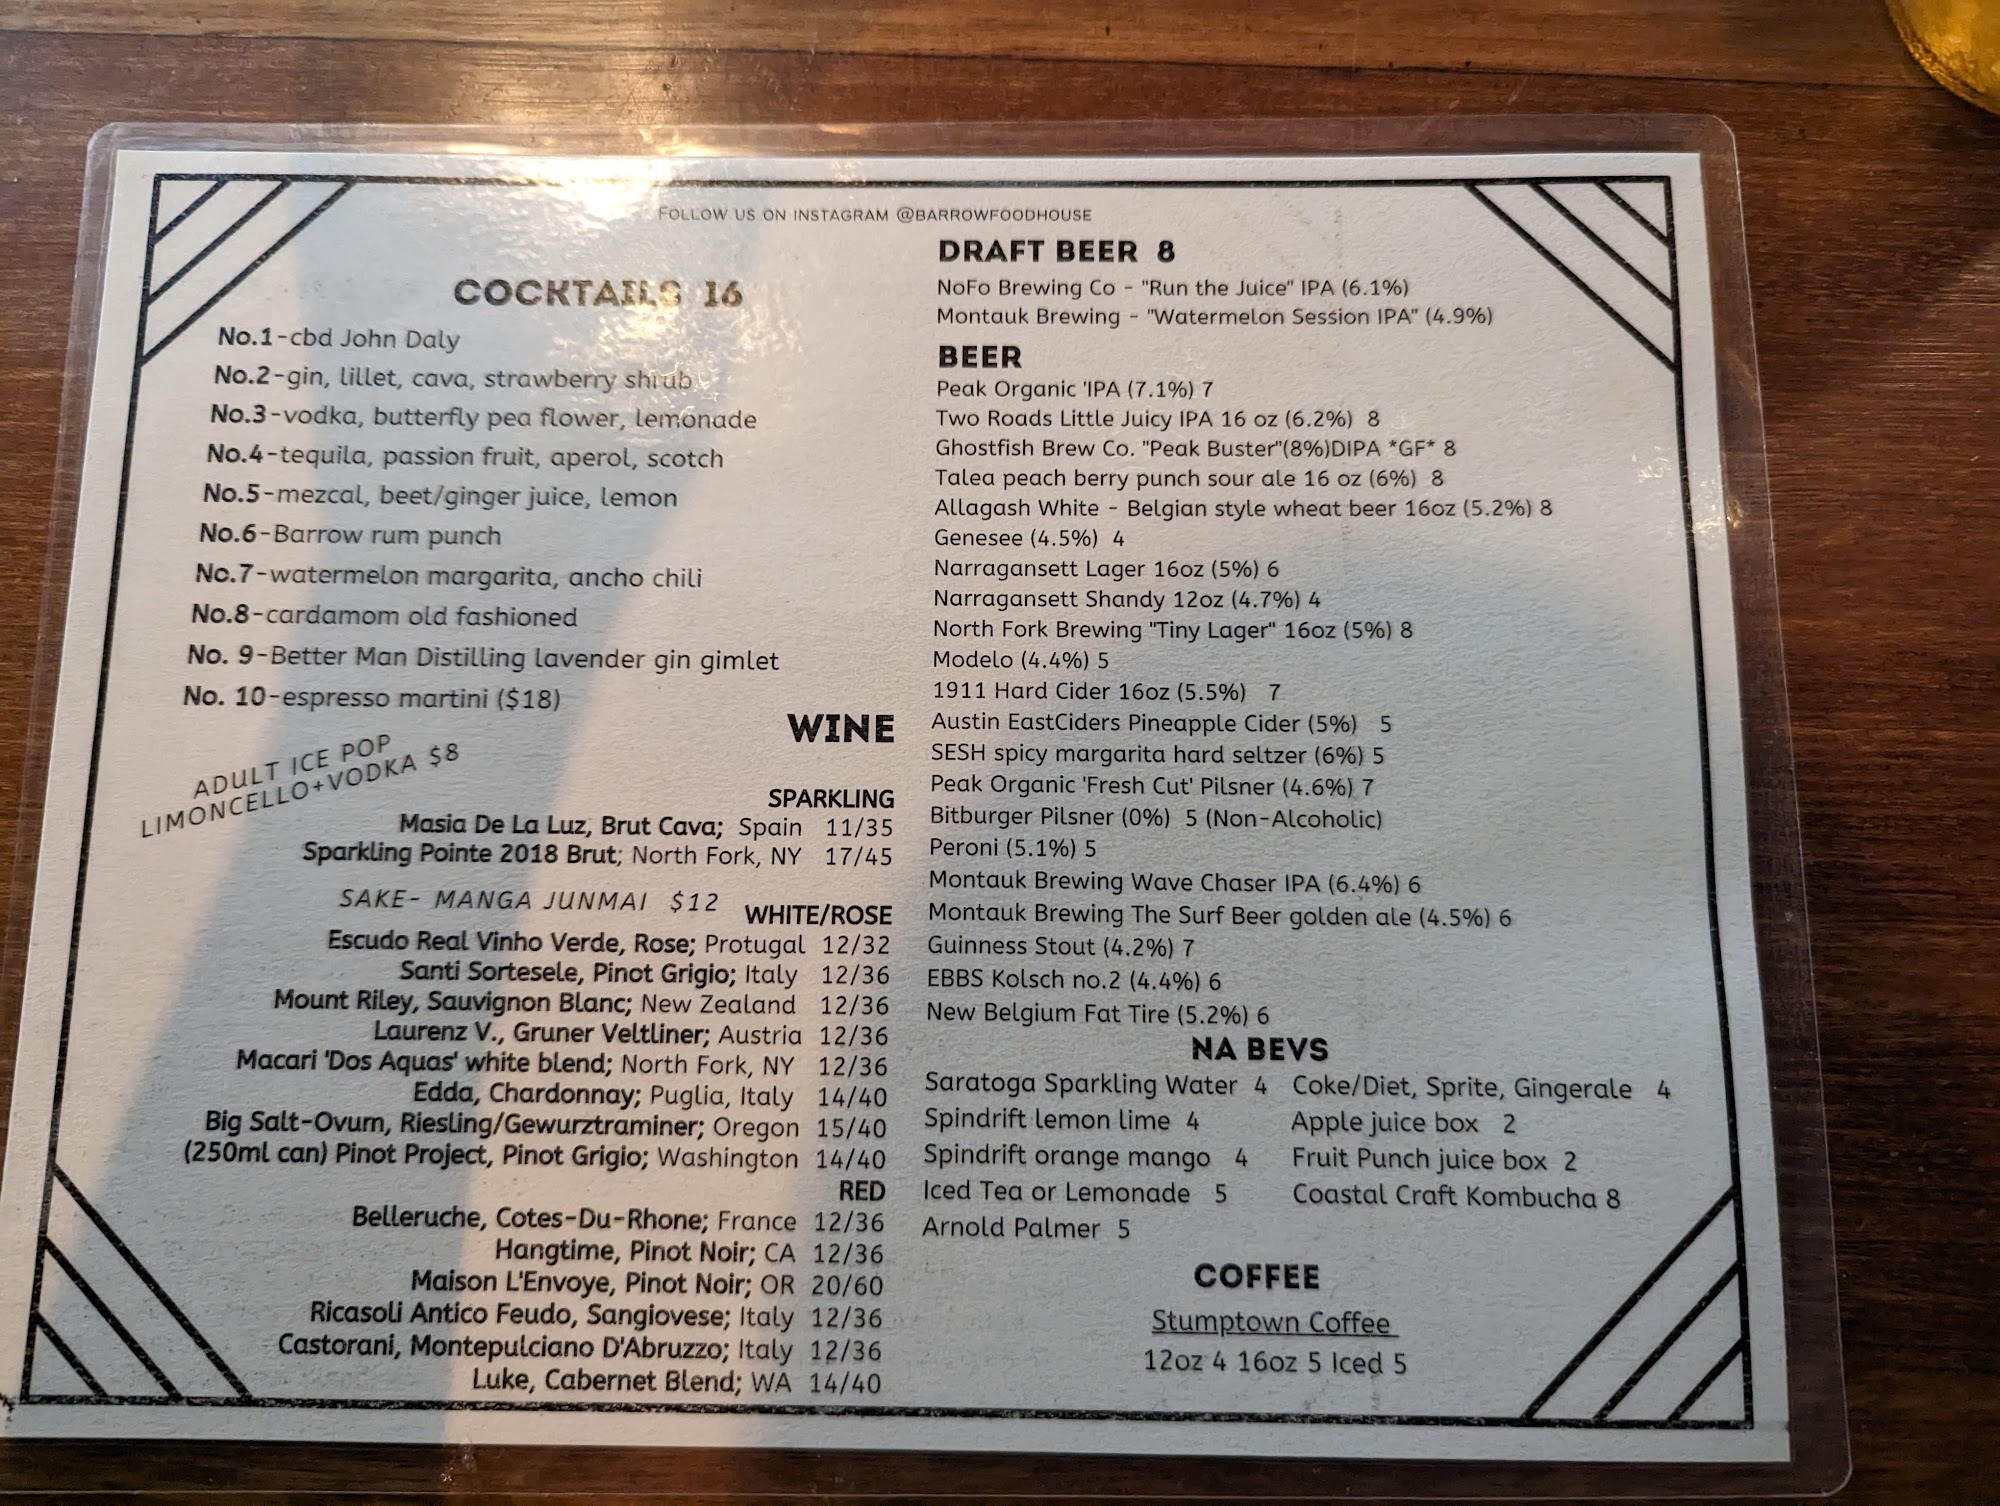 FOLLOW US ON INSTAGRAM @BARROWFOODHOUSE
COCKTAILS 16
No.1-cbd John Daly
No.2-gin, lillet, cava, strawberry shrub
No.3-vodka, butterfly pea flower, lemonade
No.4-tequila, passion fruit, aperol, scotch
No.5-mezcal, beet/ginger juice, lemon
No.6-Barrow rum punch
No.7-watermelon margarita, ancho chili
No.8-cardamom old fashioned
No. 9-Better Man Distilling lavender gin gimlet
No. 10-espresso martini ($18)
ADULT ICE POP
LIMONCELLO+VODKA $8
WINE
SPARKLING
Masia De La Luz, Brut Cava; Spain 11/35
Sparkling Pointe 2018 Brut; North Fork, NY 17/45
SAKE- MANGA JUNMAI $12
WHITE/ROSE
Escudo Real Vinho Verde, Rose; Protugal 12/32
Santi Sortesele, Pinot Grigio; Italy 12/36
Mount Riley, Sauvignon Blanc; New Zealand 12/36
Laurenz V., Gruner Veltliner; Austria 12/36
Macari 'Dos Aquas' white blend; North Fork, NY 12/36
Edda, Chardonnay; Puglia, Italy 14/40
Big Salt-Ovum, Riesling/Gewurztraminer; Oregon 15/40
(250ml can) Pinot Project, Pinot Grigio; Washington 14/40
RED
Belleruche, Cotes-Du-Rhone; France 12/36
Hangtime, Pinot Noir; CA 12/36
Maison L'Envoye, Pinot Noir; OR 20/60
Ricasoli Antico Feudo, Sangiovese; Italy 12/36
Castorani, Montepulciano D'Abruzzo; Italy 12/36
Luke, Cabernet Blend; WA 14/40
DRAFT BEER 8
NoFo Brewing Co - "Run the Juice" IPA (6.1%)
Montauk Brewing - "Watermelon Session IPA" (4.9%)
BEER
Peak Organic 'IPA (7.1%) 7
Two Roads Little Juicy IPA 16 oz (6.2%) 8
Ghostfish Brew Co. "Peak Buster"(8%)DIPA *GF* 8
Talea peach berry punch sour ale 16 oz (6%) 8
Allagash White - Belgian style wheat beer 16oz (5.2%) 8
Genesee (4.5%) 4
Narragansett Lager 16oz (5%) 6
Narragansett Shandy 12oz (4.7%) 4
North Fork Brewing "Tiny Lager" 16oz (5%) 8
Modelo (4.4%) 5
1911 Hard Cider 16oz (5.5%) 7
Austin EastCiders Pineapple Cider (5%) 5
SESH spicy margarita hard seltzer (6%) 5
Peak Organic 'Fresh Cut' Pilsner (4.6%) 7
Bitburger Pilsner (0%) 5 (Non-Alcoholic)
Peroni (5.1%) 5
Montauk Brewing Wave Chaser IPA (6.4%) 6
Montauk Brewing The Surf Beer golden ale (4.5%) 6
Guinness Stout (4.2%) 7
EBBS Kolsch no.2 (4.4%) 6
New Belgium Fat Tire (5.2%) 6
NA BEVS
Saratoga Sparkling Water 4
Spindrift lemon lime 4
Spindrift orange mango 4
Iced Tea or Lemonade 5
Arnold Palmer 5
Coke/Diet, Sprite, Gingerale 4
Apple juice box 2
Fruit Punch juice box 2
Coastal Craft Kombucha 8
COFFEE
Stumptown Coffee
12oz 4 16oz 5 Iced 5